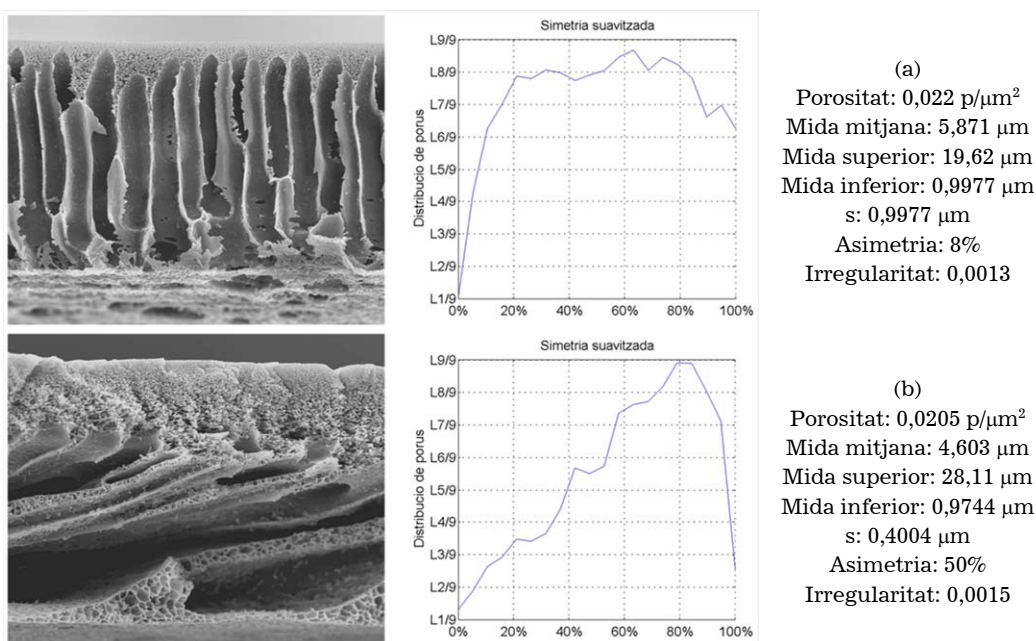 Simetria suavitzada
Distribucio de porus
L9/9
L8/9
L7/9
L6/9
L5/9
L4/9
L3/9
L2/9
L1/9
0% 20% 40% 60% 80% 100%
(a)
Porositat: 0,022 p/μm²
Mida mitjana: 5,871 μm
Mida superior: 19,62 μm
Mida inferior: 0,9977 μm
s: 0,9977 μm
Asimetria: 8%
Irregularitat: 0,0013
Simetria suavitzada
Distribucio de porus
L9/9
L8/9
L7/9
L6/9
L5/9
L4/9
L3/9
L2/9
L1/9
0% 20% 40% 60% 80% 100%
(b)
Porositat: 0,0205 p/μm²
Mida mitjana: 4,603 μm
Mida superior: 28,11 μm
Mida inferior: 0,9744 μm
s: 0,4004 μm
Asimetria: 50%
Irregularitat: 0,0015